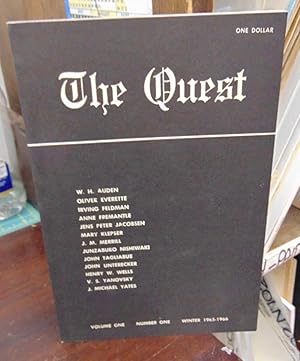 ONE DOLLAR
The Quest
W. H. AUDEN
OLIVER EVERETTE
IRVING FELDMAN
ANNE FREMANTLE
JENS PETER JACOBSEN
MARY KLEPSER
J. M. MERRILL
JUNZABURO NISHIWAKI
JOHN TAGLIABUE
JOHN UNTERECKER
HENRY W. WELLS
V. S. YANOVSKY
J. MICHAEL YATES
VOLUME ONE NUMBER ONE WINTER 1965-1966